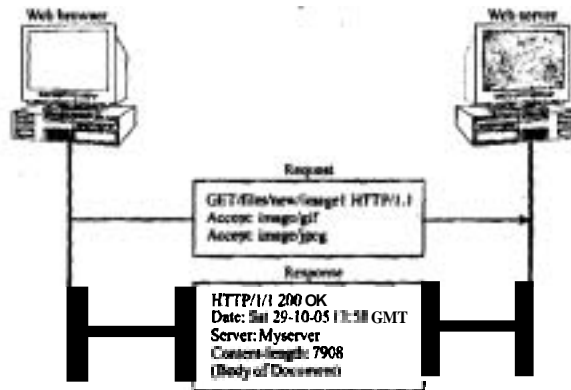 Web browser
Web server
Request
GET/files/new/image1 HTTP/1.1
Accept: image/gif
Accept: image/jpeg
Response
HTTP/1/1 200 OK
Date: Sat 29-10-05 GMT
Server: Myserver
Content-length: 7908
(Body of Document)